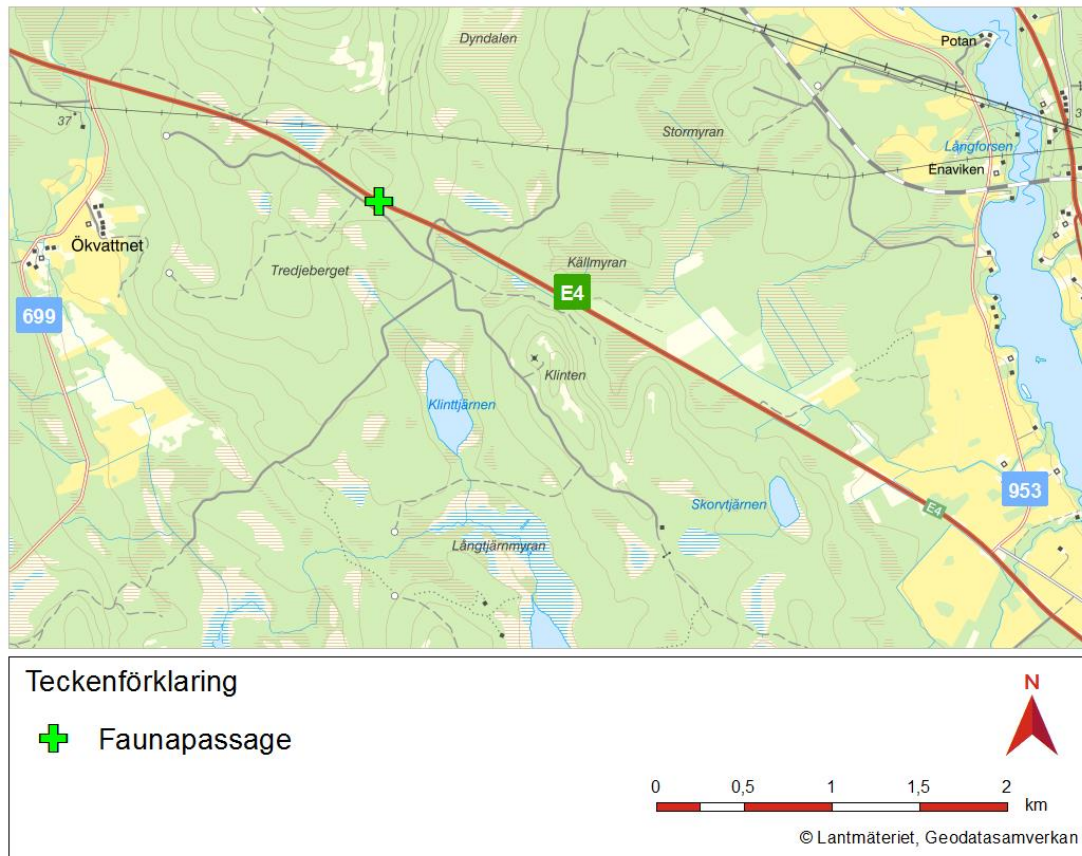 Dyndalen
Potan
37
Stormyran
Långforsen
Enaviken
3
Ökvattnet
Tredjeberget
Källmyran
E4
699
Klinten
Klinttjärnen
Skorvtjärnen
953
E4
Långtjärnmyran
Teckenförklaring
Faunapassage
N
0 0,5 1 1,5 2
km
© Lantmäteriet, Geodatasamverkan